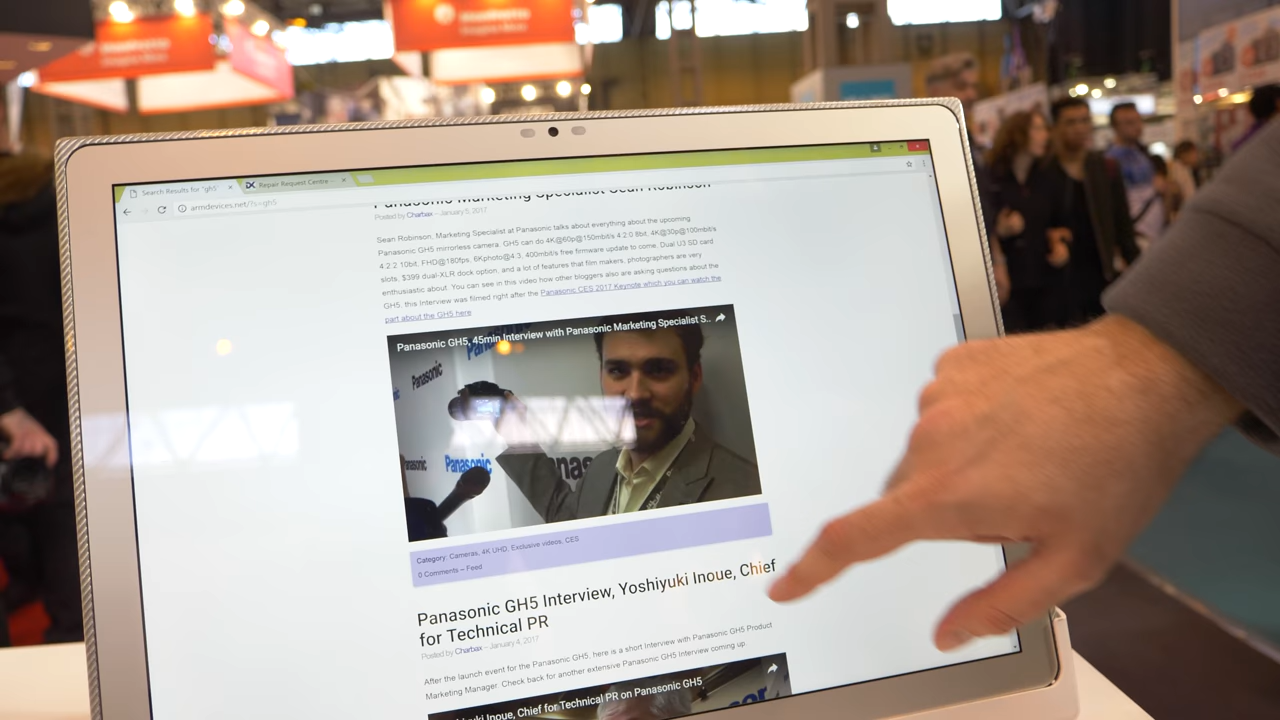 Search Results for "gh5"
Repair Request Centre -
armdevices.net/?s=gh5
Panasonic Marketing Specialist Sean Robinson
Posted by Charbax – January 5, 2017
Sean Robinson, Marketing Specialist at Panasonic talks about everything about the upcoming
Panasonic GH5 mirrorless camera. GH5 can do 4K@60p@150mbit/s 4:2:0 8bit, 4K@30p@100mbit/s
4:2:2 10bit, FHD@180fps, 6Kphoto@4:3, 400mbit/s free firmware update to come, Dual U3 SD card
slots, $399 dual-XLR dock option, and a lot of features that film makers, photographers are very
enthusiastic about. You can see in this video how other bloggers also are asking questions about the
GH5, this Interview was filmed right after the Panasonic CES 2017 Keynote which you can watch the
part about the GH5 here
Panasonic GH5, 45min Interview with Panasonic Marketing Specialist S..
Panasonic
Panasonic
Panasonic
Category: Cameras, 4K UHD, Exclusive videos, CES
0 Comments – Feed
Panasonic GH5 Interview, Yoshiyuki Inoue, Chief
for Technical PR
Posted by Charbax – January 4, 2017
After the launch event for the Panasonic GH5, here is a short Interview with Panasonic GH5 Product
Marketing Manager. Check back for another extensive Panasonic GH5 Interview coming up
Inoue, Chief for Technical PR on Panasonic GH5